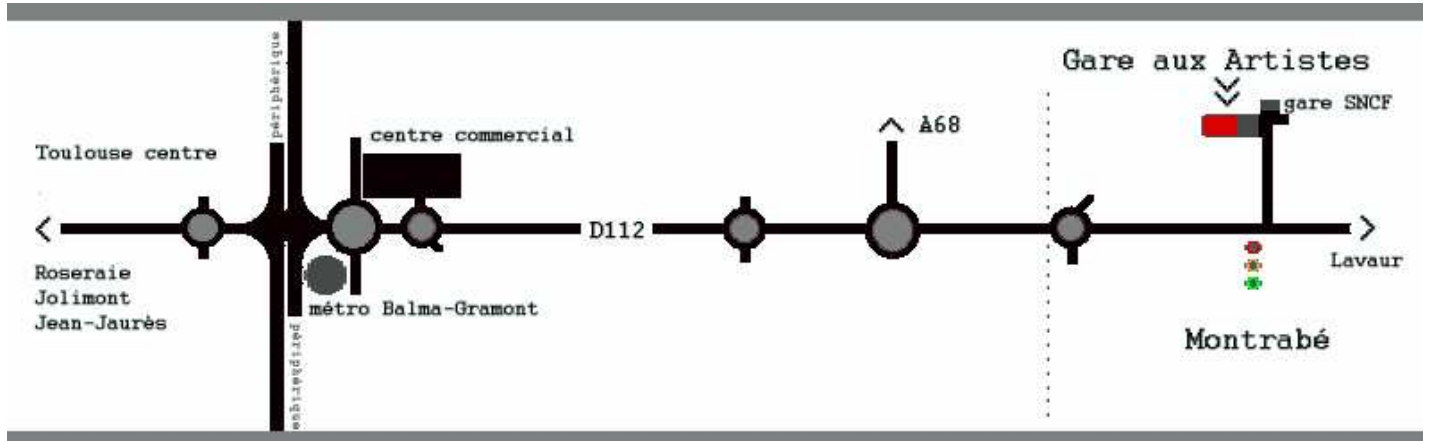 Gare aux Artistes
gare SNCF
périphérique
centre commercial
A68
Toulouse centre
D112
Roseraie
Jolimont
Jean-Jaurès
métro Balma-Gramont
périphérique
Lavaur
Montrabé